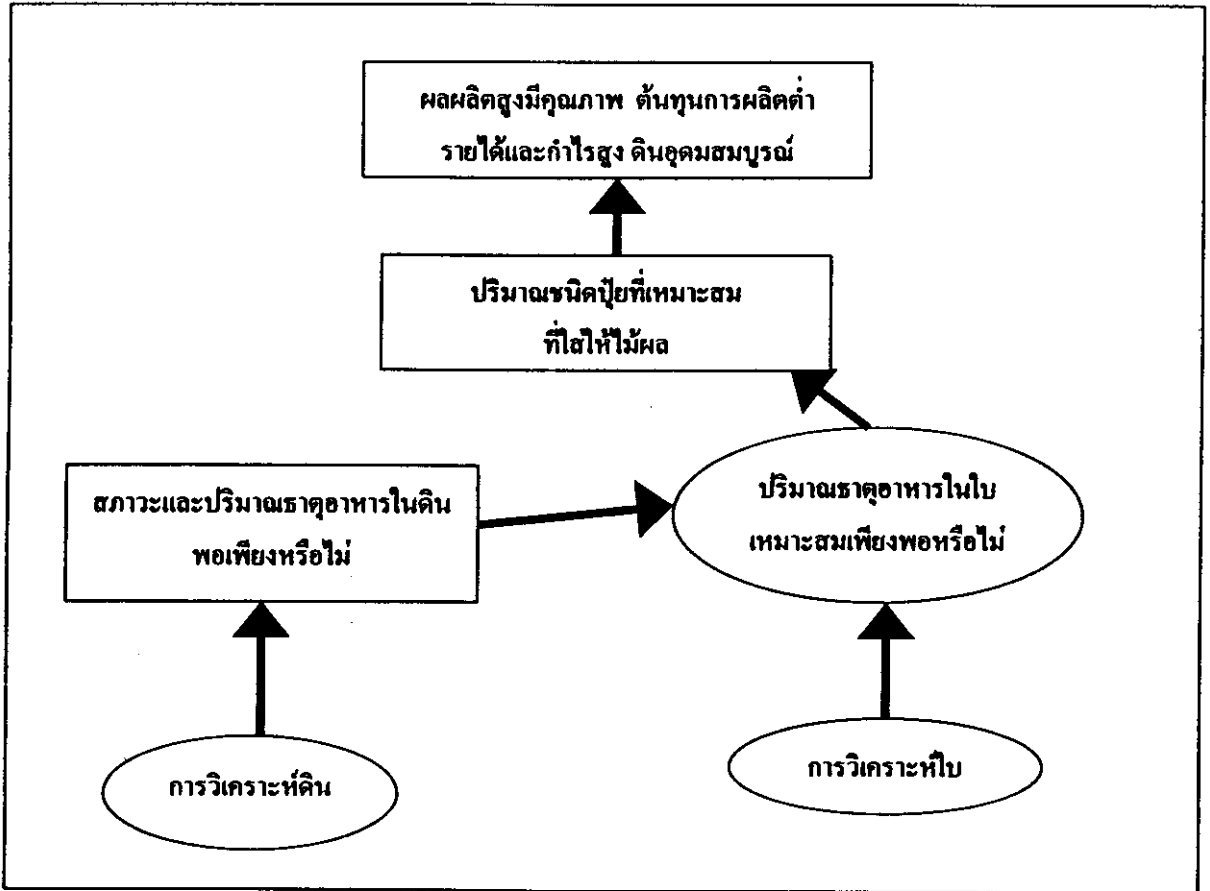 ผลผลิตสูงมีคุณภาพ ต้นทุนการผลิตต่ำ
รายได้และกำไรสูง ดินอุดมสมบูรณ์
ปริมาณชนิดปุ๋ยที่เหมาะสม
ที่ใส่ให้ไม้ผล
สภาวะและปริมาณธาตุอาหารในดิน
พอเพียงหรือไม่
ปริมาณธาตุอาหารในใบ
เหมาะสมเพียงพอหรือไม่
การวิเคราะห์ดิน
การวิเคราะห์ใบ